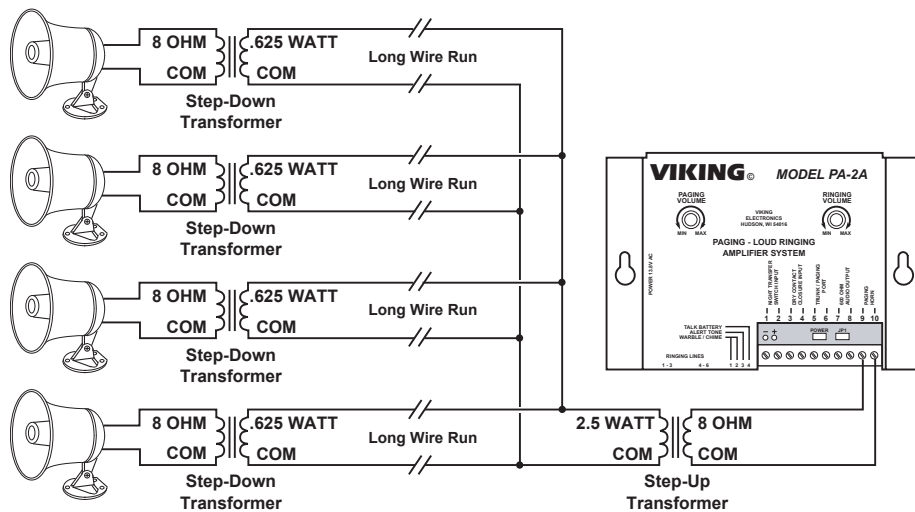 8 OHM
.625 WATT
COM
COM
Long Wire Run
Step-Down
Transformer
8 OHM
.625 WATT
COM
COM
Long Wire Run
Step-Down
Transformer
8 OHM
.625 WATT
COM
COM
Long Wire Run
Step-Down
Transformer
8 OHM
.625 WATT
COM
COM
Long Wire Run
Step-Down
Transformer
2.5 WATT
8 OHM
COM
COM
Step-Up
Transformer
VIKING©
MODEL PA-2A
PAGING
VOLUME
MIN MAX
VIKING
ELECTRONICS
HUDSON, WI 54016
RINGING
VOLUME
MIN MAX
PAGING - LOUD RINGING
AMPLIFIER SYSTEM
POWER 13.8V AC
NIGHT TRANSFER
SWITCH INPUT
DRY CONTACT
CLOSURE INPUT
TRUNK / PAGING
PORT
600 OHM
AUDIO OUTPUT
PAGING
HORN
1 2 3 4 5 6 7 8 9 10
TALK BATTERY
ALERT TONE
WARBLE / CHIME
- +
POWER
JP1
RINGING LINES
1 - 3
4 - 6
1 2 3 4